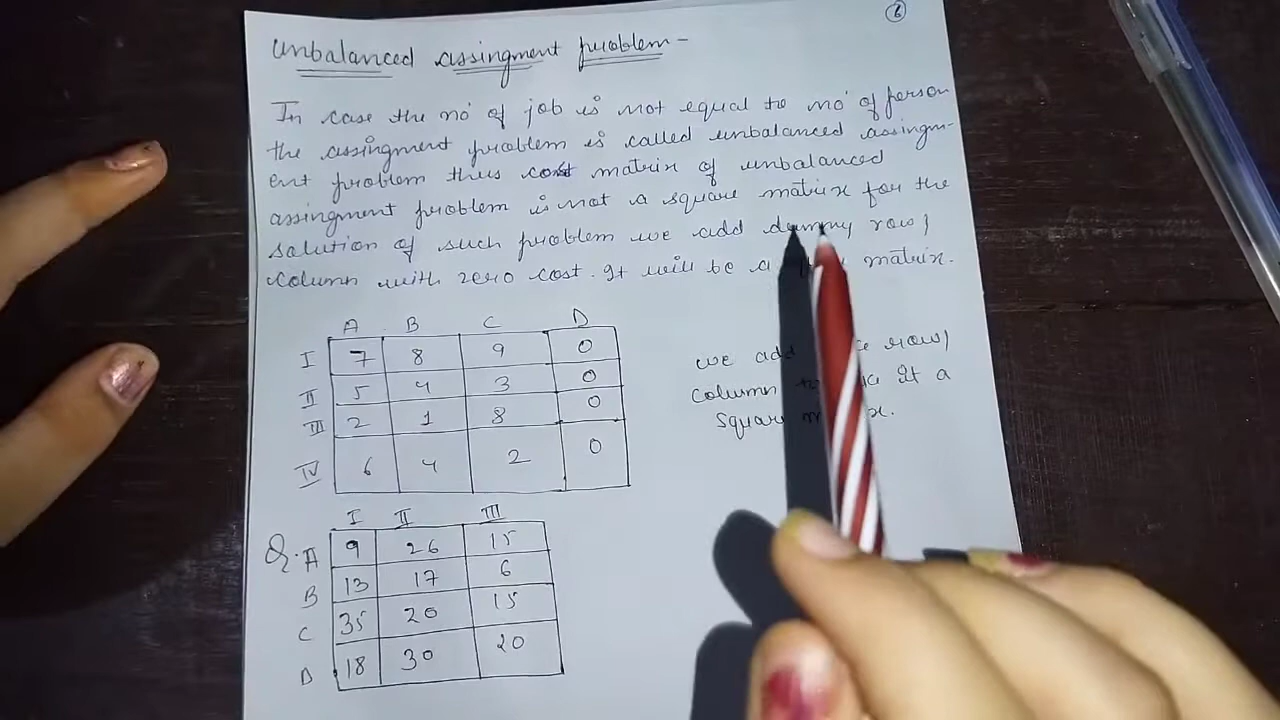 6
Unbalanced assingment problem -
In case the no of job is not equal to no of person
the assingment problem is called unbalanced assingm-
ent problem thus cost matrix of unbalanced
assingment problem is not a square matrix for the
solution of such problem we add dummy row,
column with zero cost. It will be a matrix.
A B C D
I 7 8 9 0
II 5 4 3 0
III 2 1 8 0
IV 6 4 2 0
we add row,
column It a
square
I II III
Q. A 9 26 15
B 13 17 6
C 35 20 15
D 18 30 20